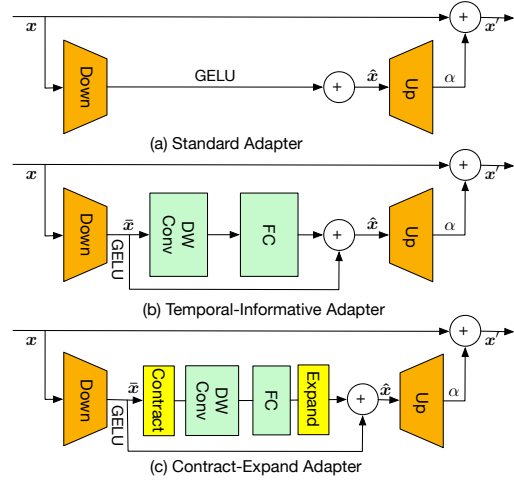 x
+
x′
Down
GELU
+
x̂
Up
α
(a) Standard Adapter
x
+
x′
Down
x̄
GELU
DW
Conv
FC
+
x̂
Up
α
(b) Temporal-Informative Adapter
x
+
x′
Down
x̄
GELU
Contract
DW
Conv
FC
Expand
+
x̂
Up
α
(c) Contract-Expand Adapter